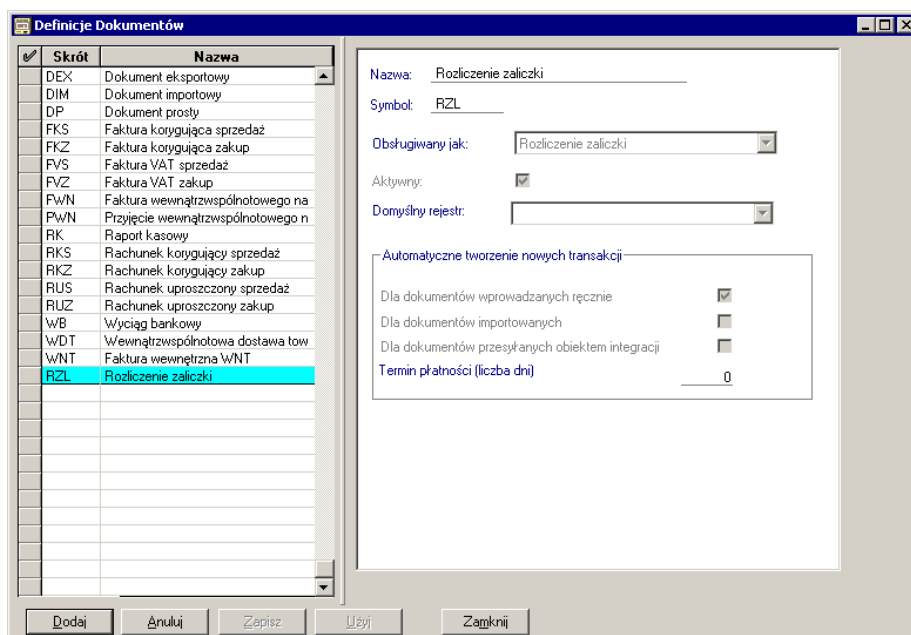 Definicje Dokumentów
Skrót Nazwa
DEX Dokument eksportowy
DIM Dokument importowy
DP Dokument prosty
FKS Faktura korygująca sprzedaż
FKZ Faktura korygująca zakup
FVS Faktura VAT sprzedaż
FVZ Faktura VAT zakup
FWN Faktura wewnątrzwspólnotowego na
PWN Przyjęcie wewnątrzwspólnotowego n
RK Raport kasowy
RKS Rachunek korygujący sprzedaż
RKZ Rachunek korygujący zakup
RUS Rachunek uproszczony sprzedaż
RUZ Rachunek uproszczony zakup
WB Wyciąg bankowy
WDT Wewnątrzwspólnotowa dostawa tow
WNT Faktura wewnętrzna WNT
RZL Rozliczenie zaliczki
Nazwa: Rozliczenie zaliczki
Symbol: RZL
Obsługiwany jak: Rozliczenie zaliczki
Aktywny:
Domyślny rejestr:
Automatyczne tworzenie nowych transakcji
Dla dokumentów wprowadzanych ręcznie
Dla dokumentów importowanych
Dla dokumentów przesyłanych obiektem integracji
Termin płatności (liczba dni) 0
Dodaj Anuluj Zapisz Użyj Zamknij